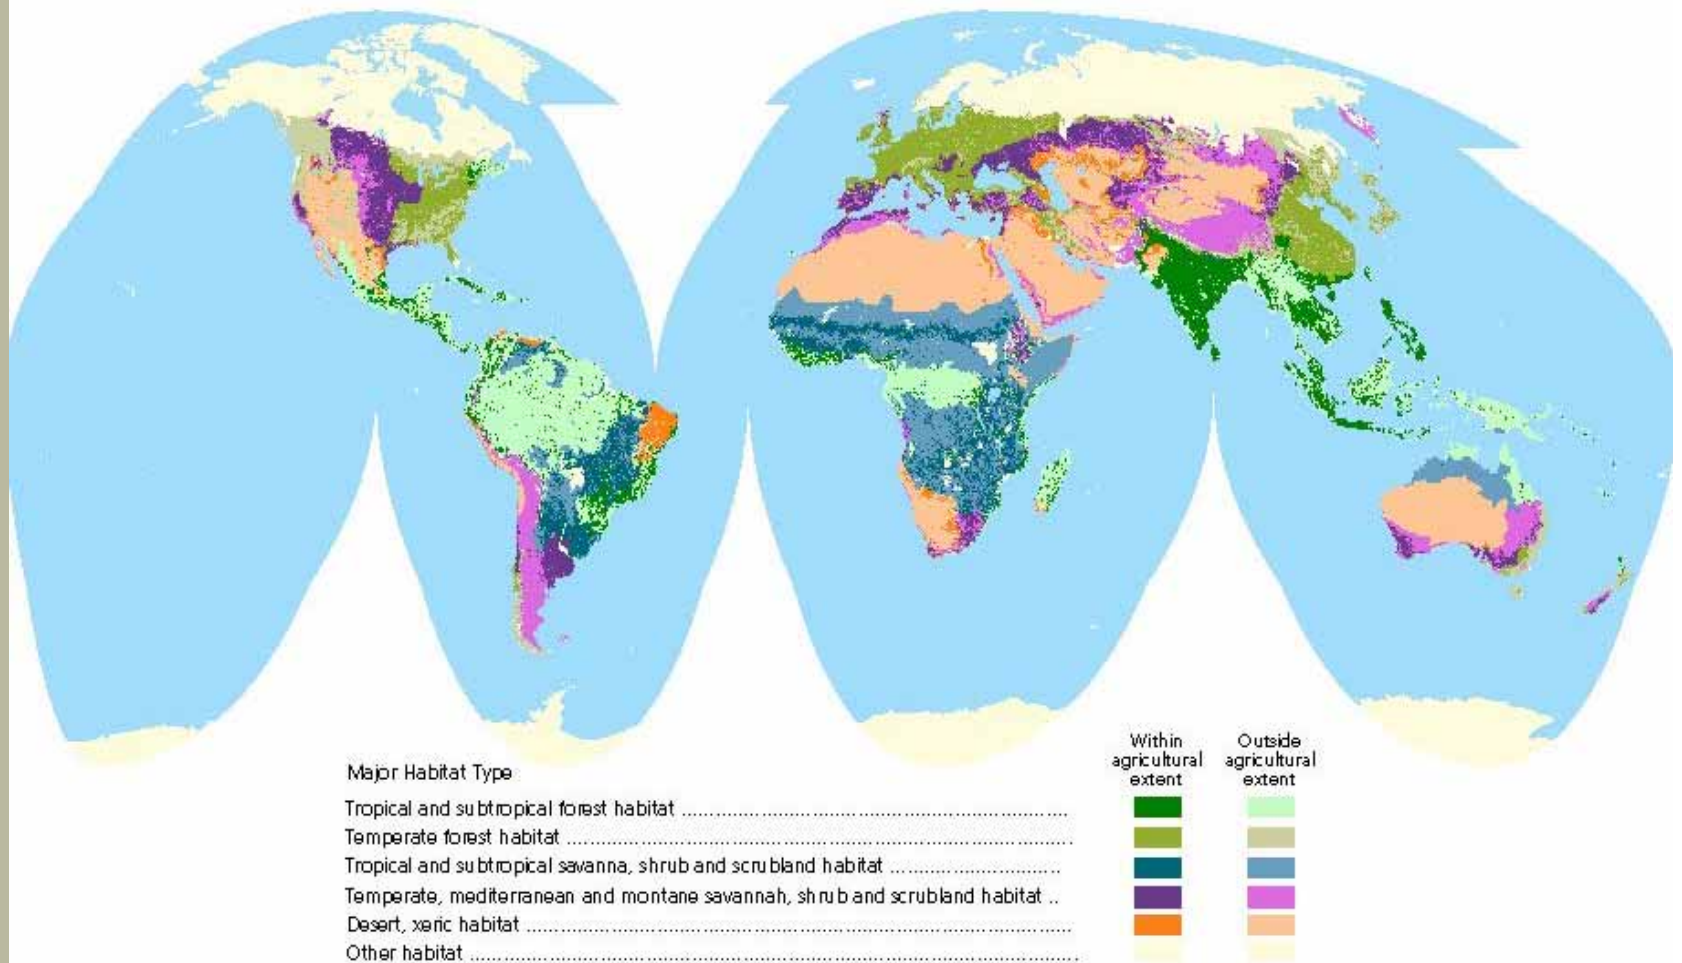 Within agricultural extent
Outside agricultural extent
Major Habitat Type
Tropical and subtropical forest habitat
Temperate forest habitat
Tropical and subtropical savanna, shrub and scrubland habitat
Temperate, mediterranean and montane savannah, shrub and scrubland habitat
Desert, xeric habitat
Other habitat